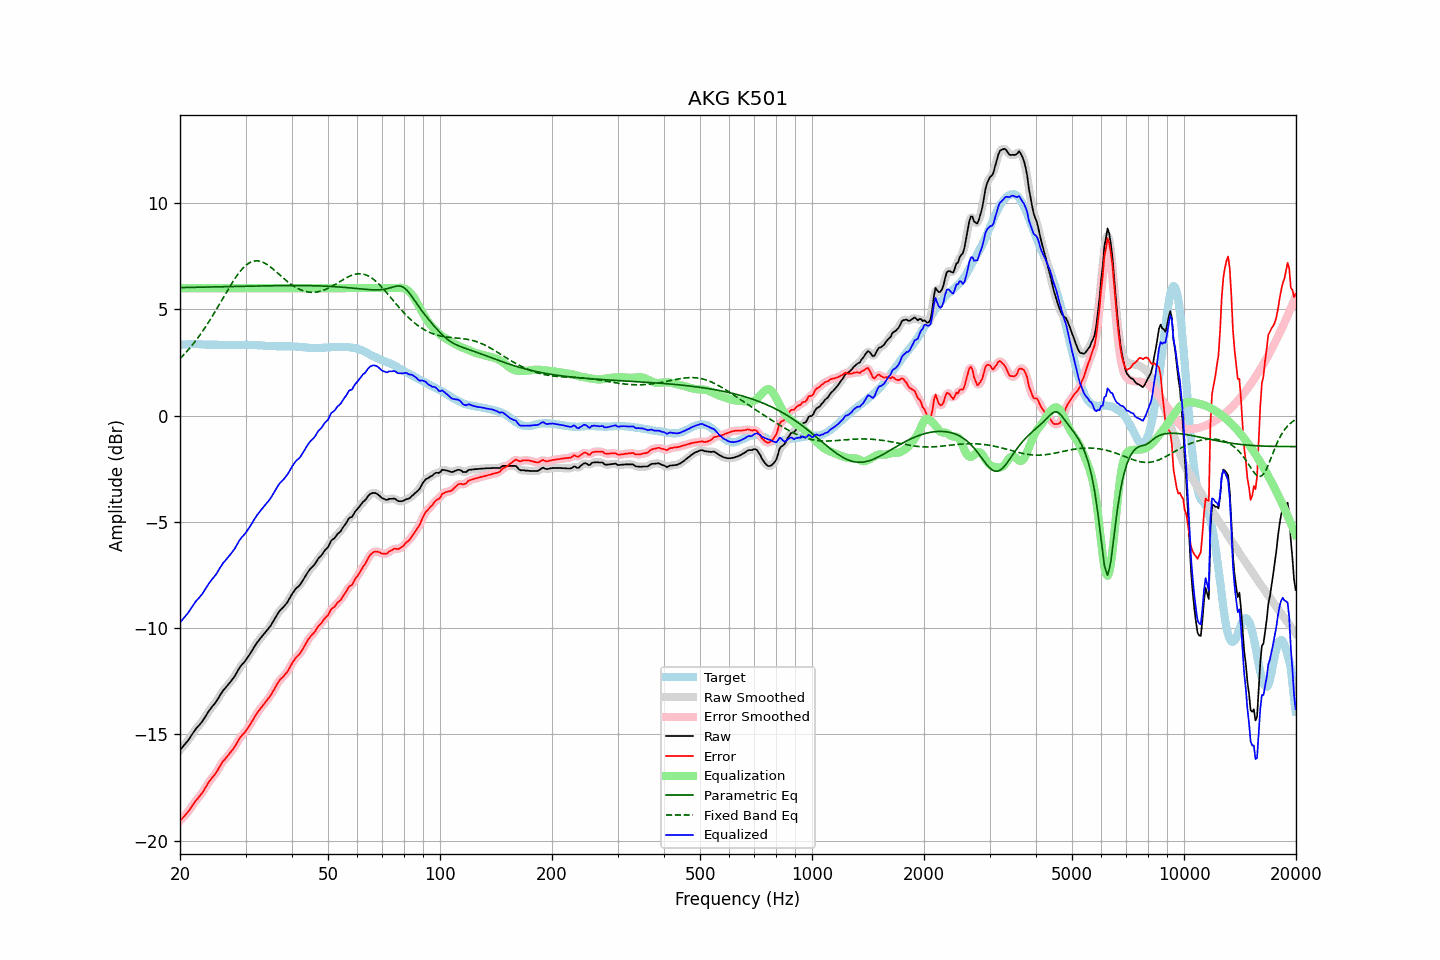 AKG K501
Amplitude (dBr)
10
5
0
−5
−10
−15
−20
Target
Raw Smoothed
Error Smoothed
Raw
Error
Equalization
Parametric Eq
Fixed Band Eq
Equalized
20 50 100 200 500 1000 2000 5000 10000 20000
Frequency (Hz)